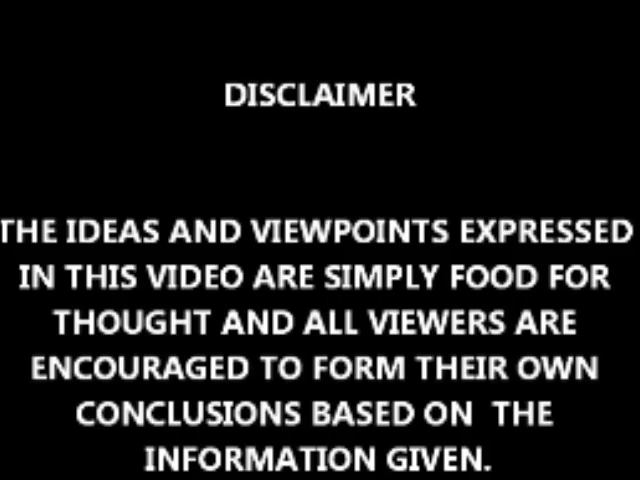 DISCLAIMER
THE IDEAS AND VIEWPOINTS EXPRESSED
IN THIS VIDEO ARE SIMPLY FOOD FOR
THOUGHT AND ALL VIEWERS ARE
ENCOURAGED TO FORM THEIR OWN
CONCLUSIONS BASED ON THE
INFORMATION GIVEN.